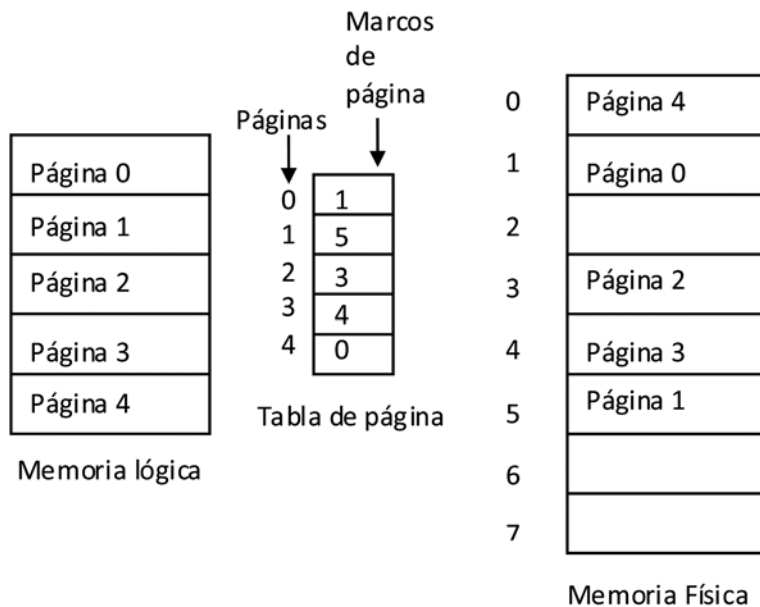 Página 0
Página 1
Página 2
Página 3
Página 4
Memoria lógica
Páginas
Marcos
de
página
0 1
1 5
2 3
3 4
4 0
Tabla de página
0 Página 4
1 Página 0
2
3 Página 2
4 Página 3
5 Página 1
6
7
Memoria Física